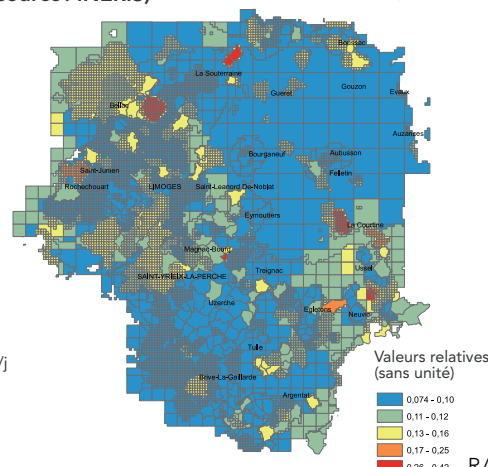 La Souterraine
Boussac
Gueret
Gouzon
Evaux
Bellac
Auzances
Bourganeuf
Aubusson
Felletin
Saint-Junien
Rochechouart
LIMOGES
Saint-Leanord De-Noblat
Eymoutiers
La Courtine
Magnac-Bourg
SAINT-YRIEIX-LA-PERCHE
Treignac
Ussel
Uzerche
Egletons
Neuvic
Tulle
/j
Brive-La-Gaillarde
Argentat
Valeurs relatives
(sans unité)
0,074 - 0,10
0,11 - 0,12
0,13 - 0,16
0,17 - 0,25